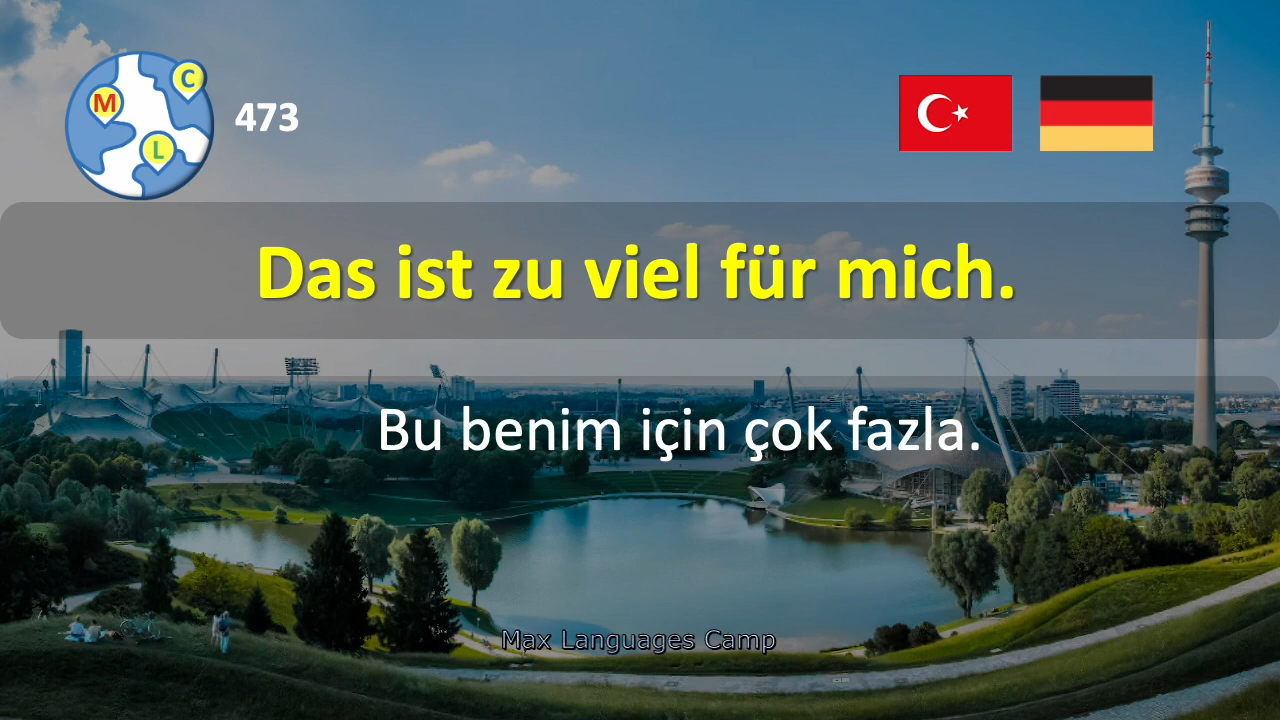 M
C
L
473
Das ist zu viel für mich.
Bu benim için çok fazla.
Max Languages Camp